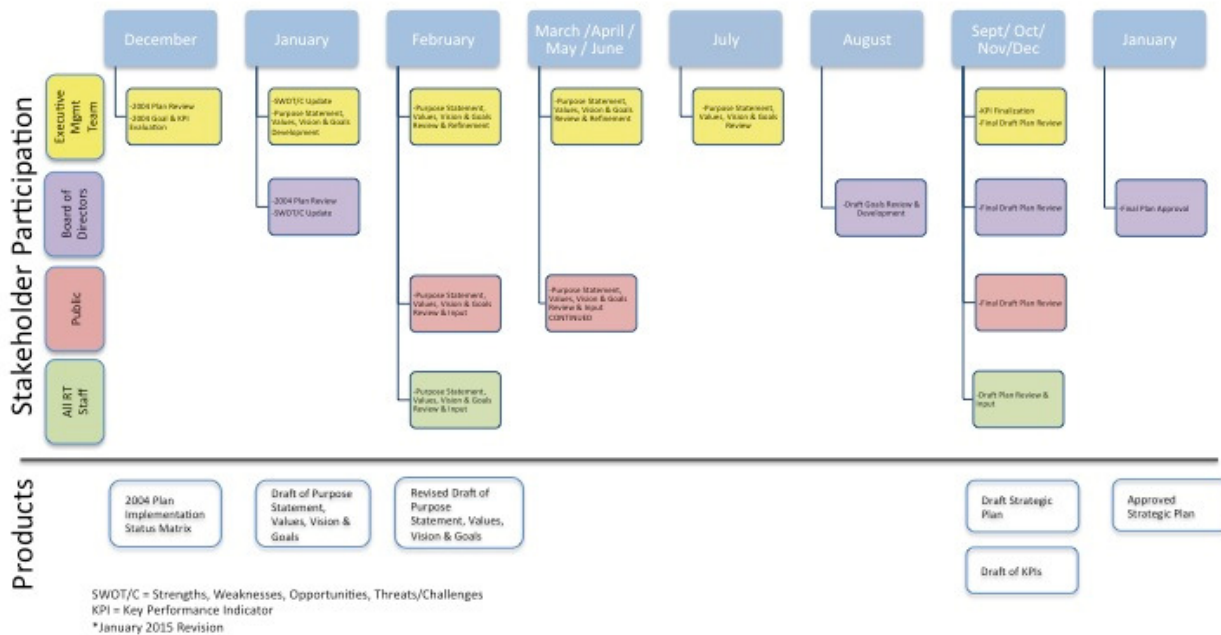 December
January
February
March /April /
May / June
July
August
Sept/ Oct/
Nov/Dec
January
Stakeholder Participation
Executive
Mgmt
Team
-2004 Plan Review
-2004 Goal & KPI
Evaluation
-SWOT/C Update
-Purpose Statement,
Values, Vision & Goals
Development
-Purpose Statement,
Values, Vision & Goals
Review & Refinement
-Purpose Statement,
Values, Vision & Goals
Review & Refinement
-Purpose Statement,
Values, Vision & Goals
Review
-KPI Finalization
-Final Draft Plan Review
Board of
Directors
-2004 Plan Review
-SWOT/C Update
-Draft Goals Review &
Development
-Final Draft Plan Review
-Final Plan Approval
Public
-Purpose Statement,
Values, Vision & Goals
Review & Input
-Purpose Statement,
Values, Vision & Goals
Review & Input
CONTINUED
-Final Draft Plan Review
All RT
Staff
-Purpose Statement,
Values, Vision & Goals
Review & Input
-Draft Plan Review &
Input
Products
2004 Plan
Implementation
Status Matrix
Draft of Purpose
Statement,
Values, Vision &
Goals
Revised Draft of
Purpose
Statement, Values,
Vision & Goals
Draft Strategic
Plan
Approved
Strategic Plan
Draft of KPIs
SWOT/C = Strengths, Weaknesses, Opportunities, Threats/Challenges
KPI = Key Performance Indicator
*January 2015 Revision